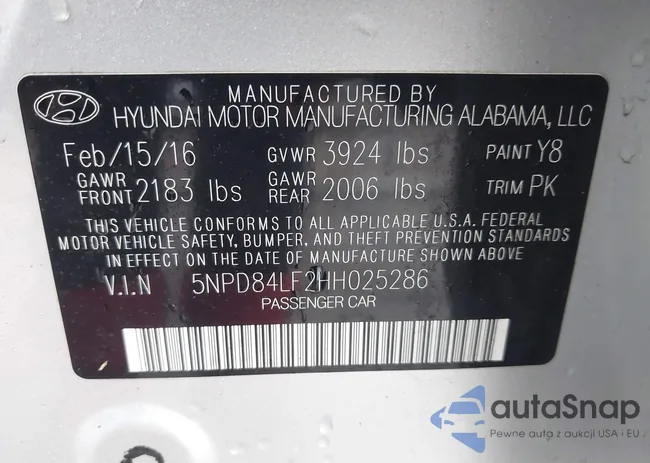 MANUFACTURED BY
HYUNDAI MOTOR MANUFACTURING ALABAMA, LLC
Feb/15/16 GVWR 3924 lbs PAINT Y8
GAWR FRONT 2183 lbs GAWR REAR 2006 lbs TRIM PK
THIS VEHICLE CONFORMS TO ALL APPLICABLE U.S.A. FEDERAL
MOTOR VEHICLE SAFETY, BUMPER, AND THEFT PREVENTION STANDARDS
IN EFFECT ON THE DATE OF MANUFACTURE SHOWN ABOVE
V.I.N 5NPD84LF2HH025286
PASSENGER CAR
autaSnap
Pewne auta z aukcji USA i EU